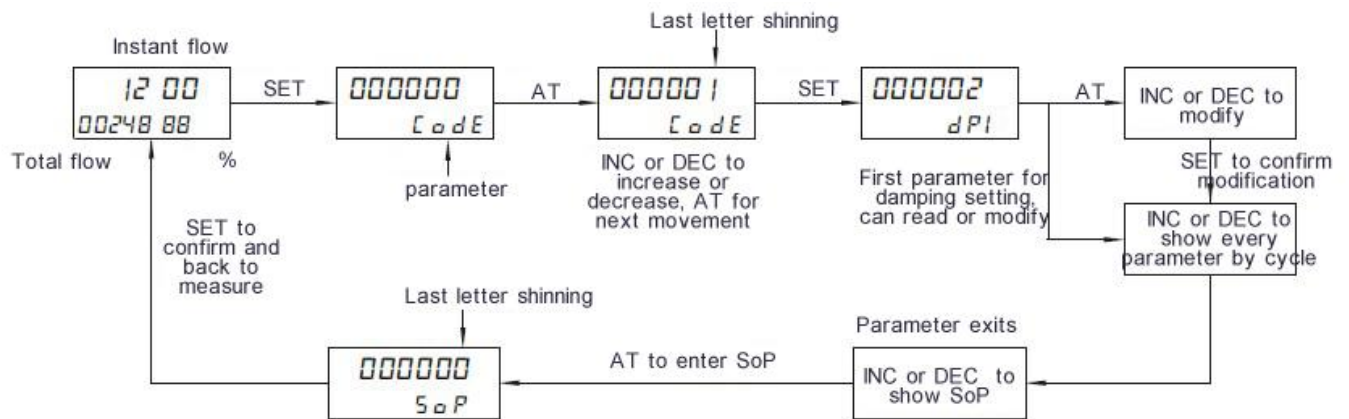 Last letter shinning
Instant flow
12 00
00248 88
Total flow
%
SET
000000
CodE
parameter
AT
000001
CodE
INC or DEC to
increase or
decrease, AT for
next movement
SET
000002
dP1
First parameter for
damping setting,
can read or modify
AT
INC or DEC to
modify
SET to confirm
modification
INC or DEC to
show every
parameter by cycle
Parameter exits
INC or DEC to
show SoP
AT to enter SoP
Last letter shinning
000000
SoP
SET to
confirm and
back to
measure